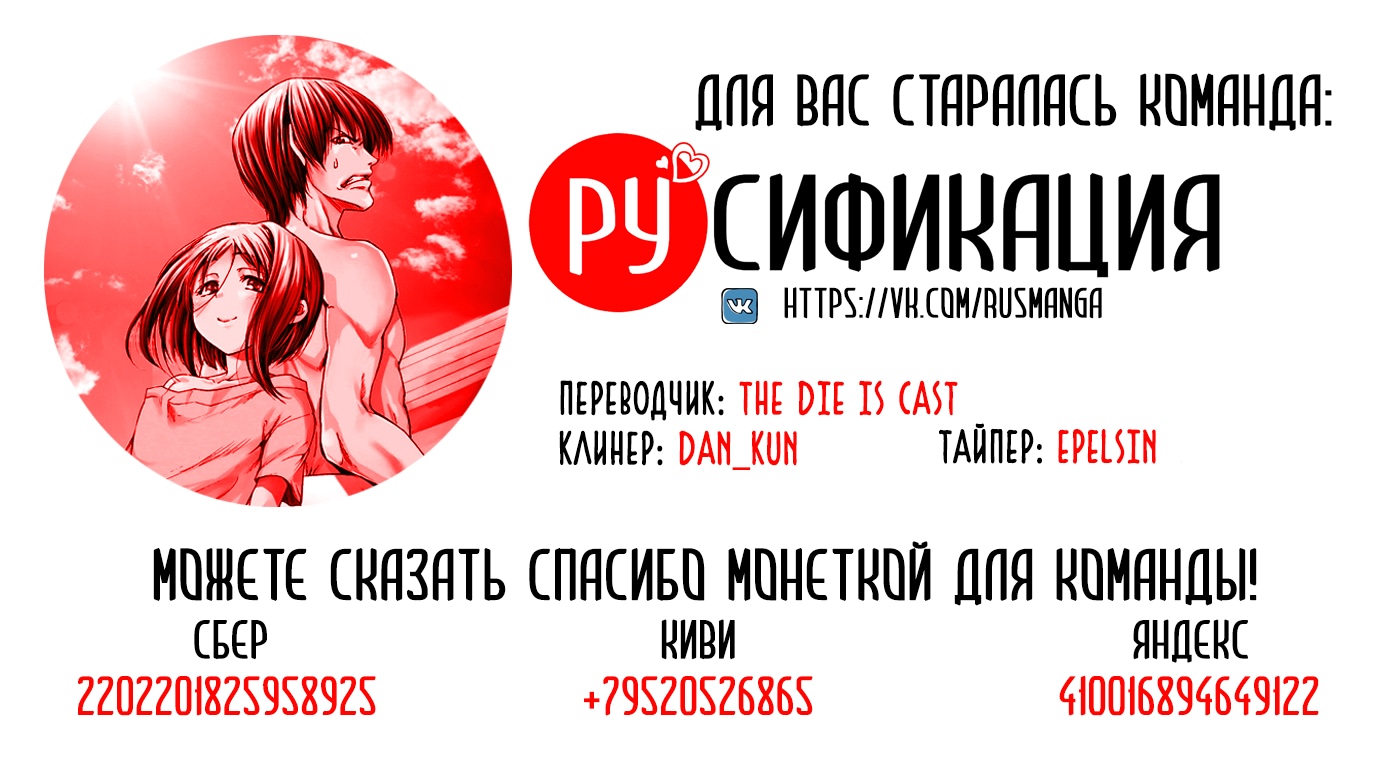 ДЛЯ ВАС СТАРАЛАСЬ КОМАНДА:
РУСИФИКАЦИЯ
VK HTTPS://VK.COM/RUSMANGA
ПЕРЕВОДЧИК: THE DIE IS CAST
КЛИНЕР: DAN_KUN ТАЙПЕР: EPELSIN
МОЖЕТЕ СКАЗАТЬ СПАСИБО МОНЕТКОЙ ДЛЯ КОМАНДЫ!
СБЕР КИВИ ЯНДЕКС
2202201825958925 +79520526865 410016894649122